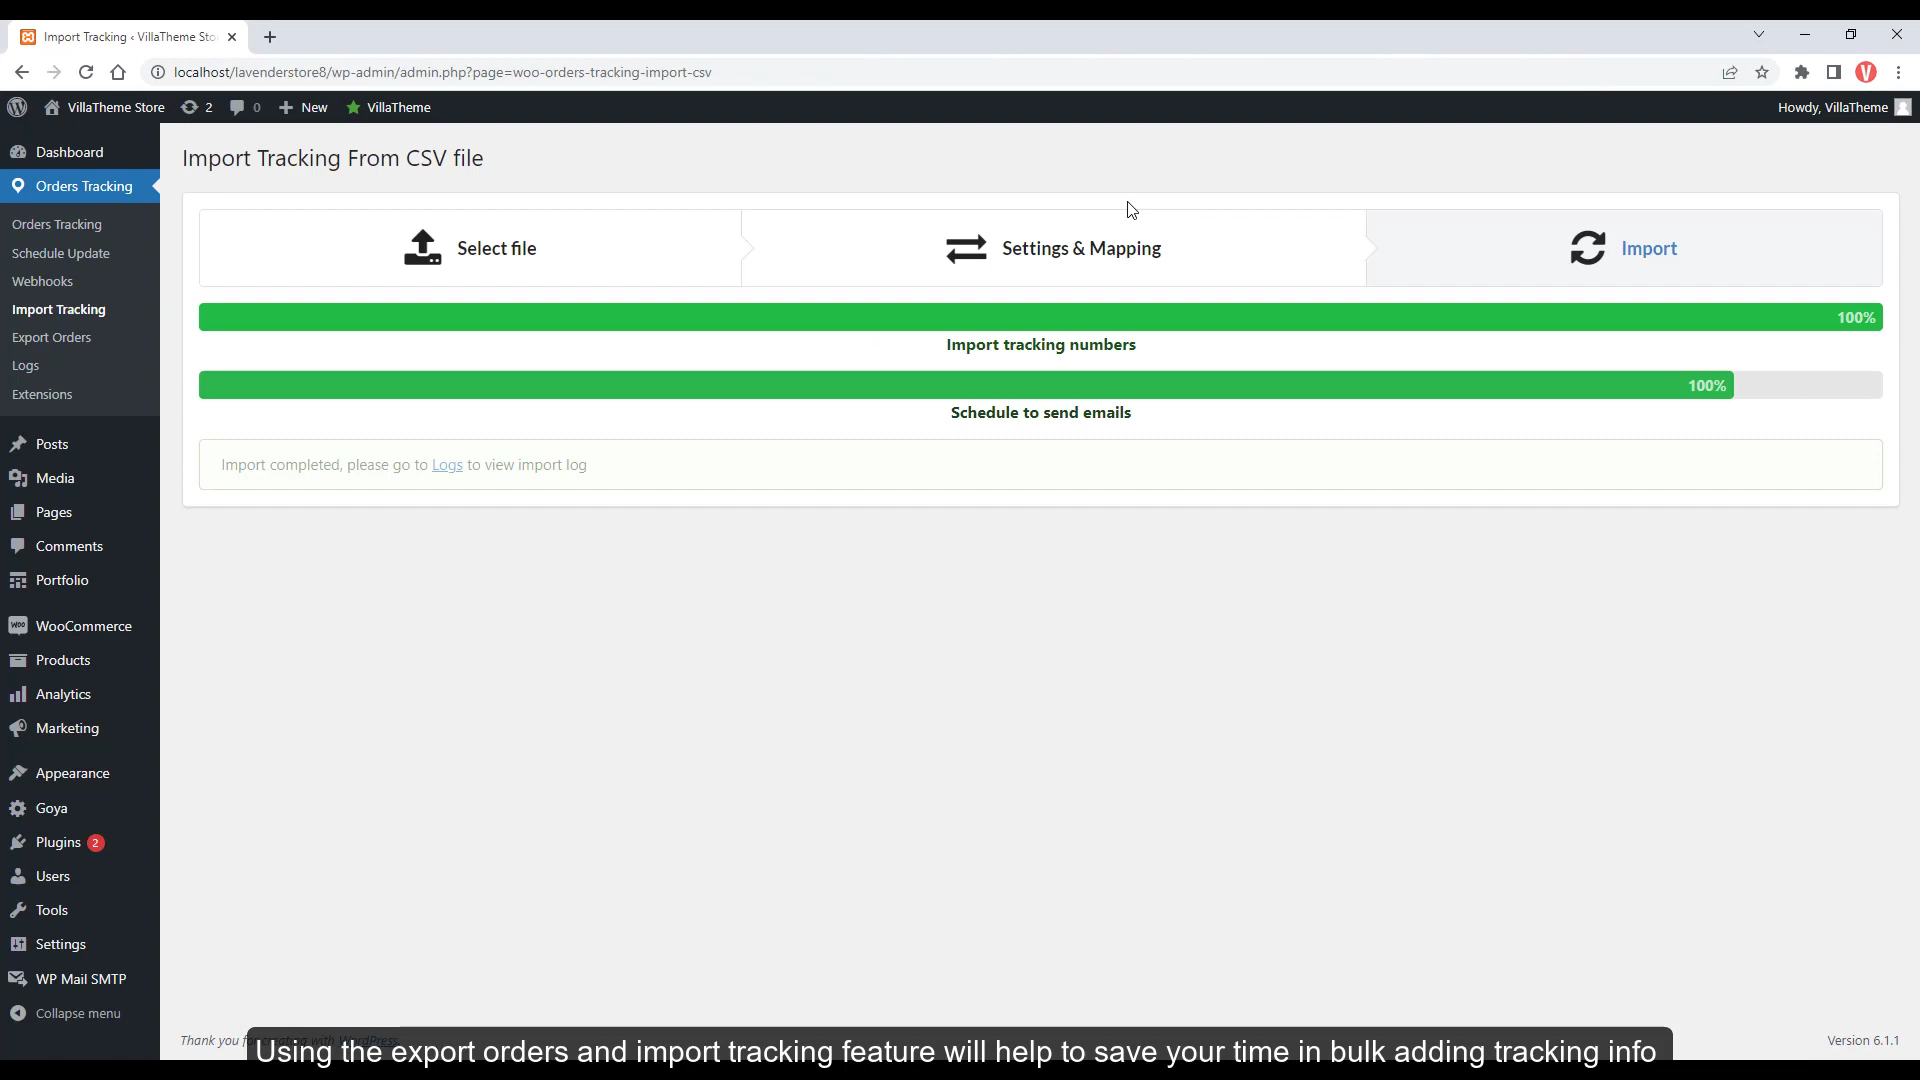 Import Tracking ‹ VillaTheme Sto
localhost/lavenderstore8/wp-admin/admin.php?page=woo-orders-tracking-import-csv
VillaTheme Store 2 0 New VillaTheme Howdy, VillaTheme
Dashboard
Orders Tracking
Orders Tracking
Schedule Update
Webhooks
Import Tracking
Export Orders
Logs
Extensions
Posts
Media
Pages
Comments
Portfolio
WooCommerce
Products
Analytics
Marketing
Appearance
Goya
Plugins 2
Users
Tools
Settings
WP Mail SMTP
Collapse menu
Import Tracking From CSV file
Select file Settings & Mapping Import
100%
Import tracking numbers
100%
Schedule to send emails
Import completed, please go to Logs to view import log
Thank you for creating with WordPress.
Version 6.1.1
Using the export orders and import tracking feature will help to save your time in bulk adding tracking info